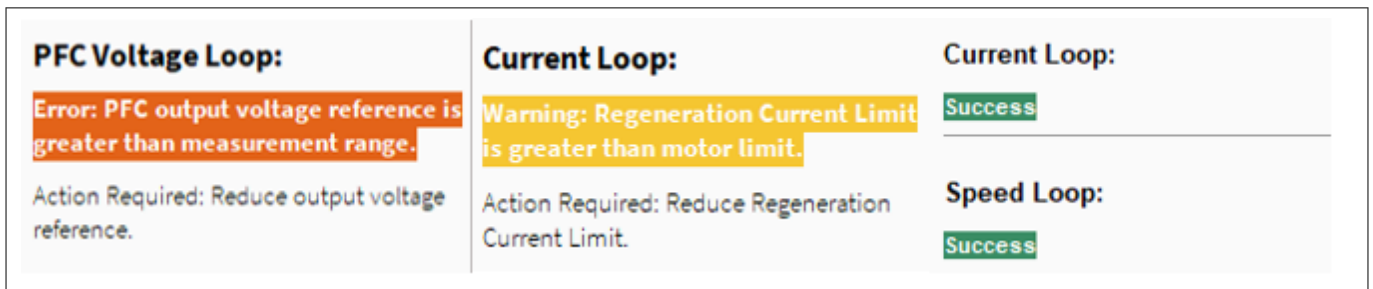 PFC Voltage Loop:
Error: PFC output voltage reference is
greater than measurement range.
Action Required: Reduce output voltage
reference.
Current Loop:
Warning: Regeneration Current Limit
is greater than motor limit.
Action Required: Reduce Regeneration
Current Limit.
Current Loop:
Success
Speed Loop:
Success